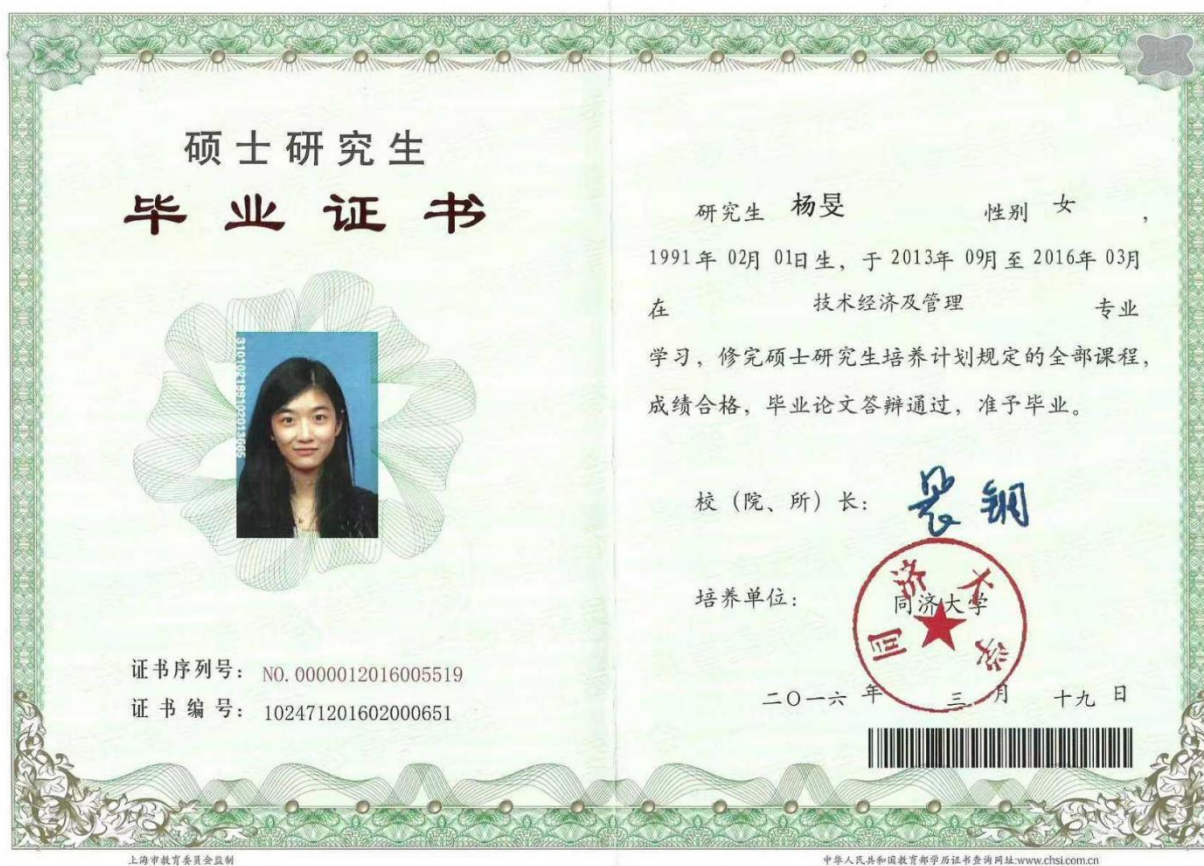 硕士研究生
毕业证书
310102199102013665
证书序列号：NO.0000012016005519
证书编号：102471201602000651
上海市教育委员会监制
研究生 杨旻 性别 女，
1991年 02月 01日生，于 2013年 09月至 2016年 03月
在 技术经济及管理 专业
学习，修完硕士研究生培养计划规定的全部课程，
成绩合格，毕业论文答辩通过，准予毕业。
校（院、所）长：裴钢
培养单位：同济大学
同济大学
二〇一六 年 三 月 十九 日
中华人民共和国教育部学历证书查询网址:www.chsi.com.cn